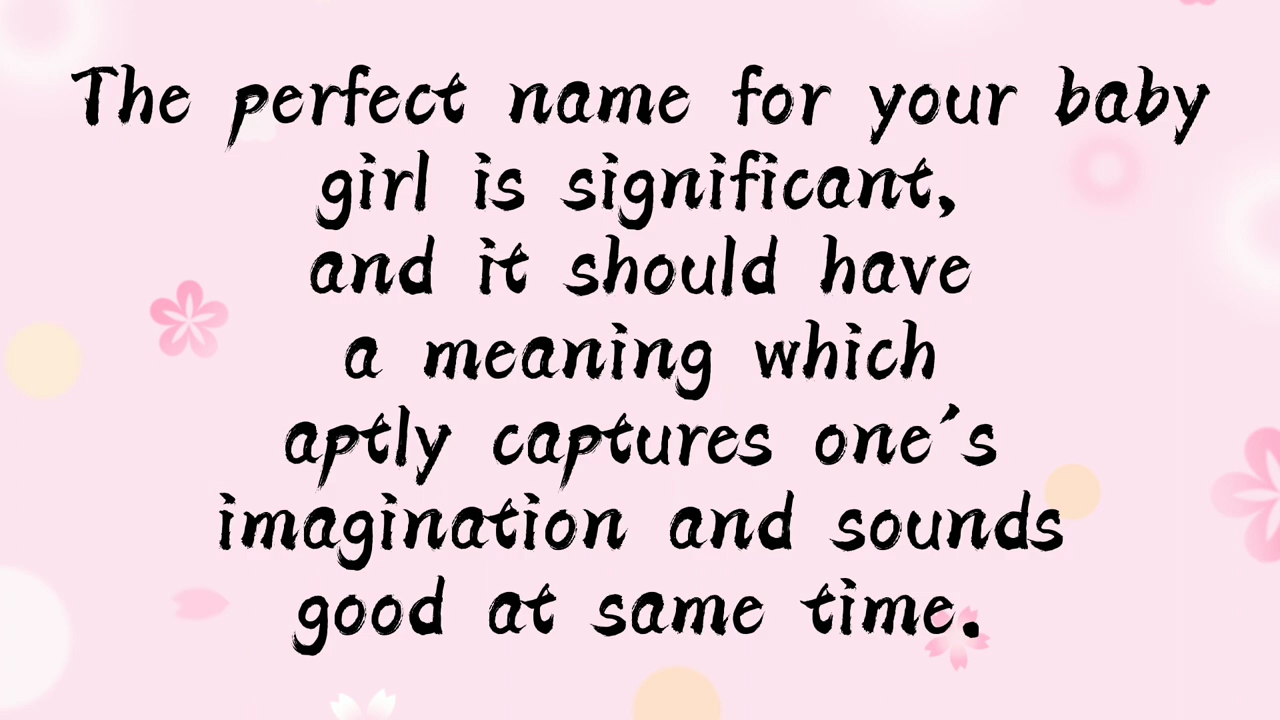 The perfect name for your baby
girl is significant,
and it should have
a meaning which
aptly captures one's
imagination and sounds
good at same time.